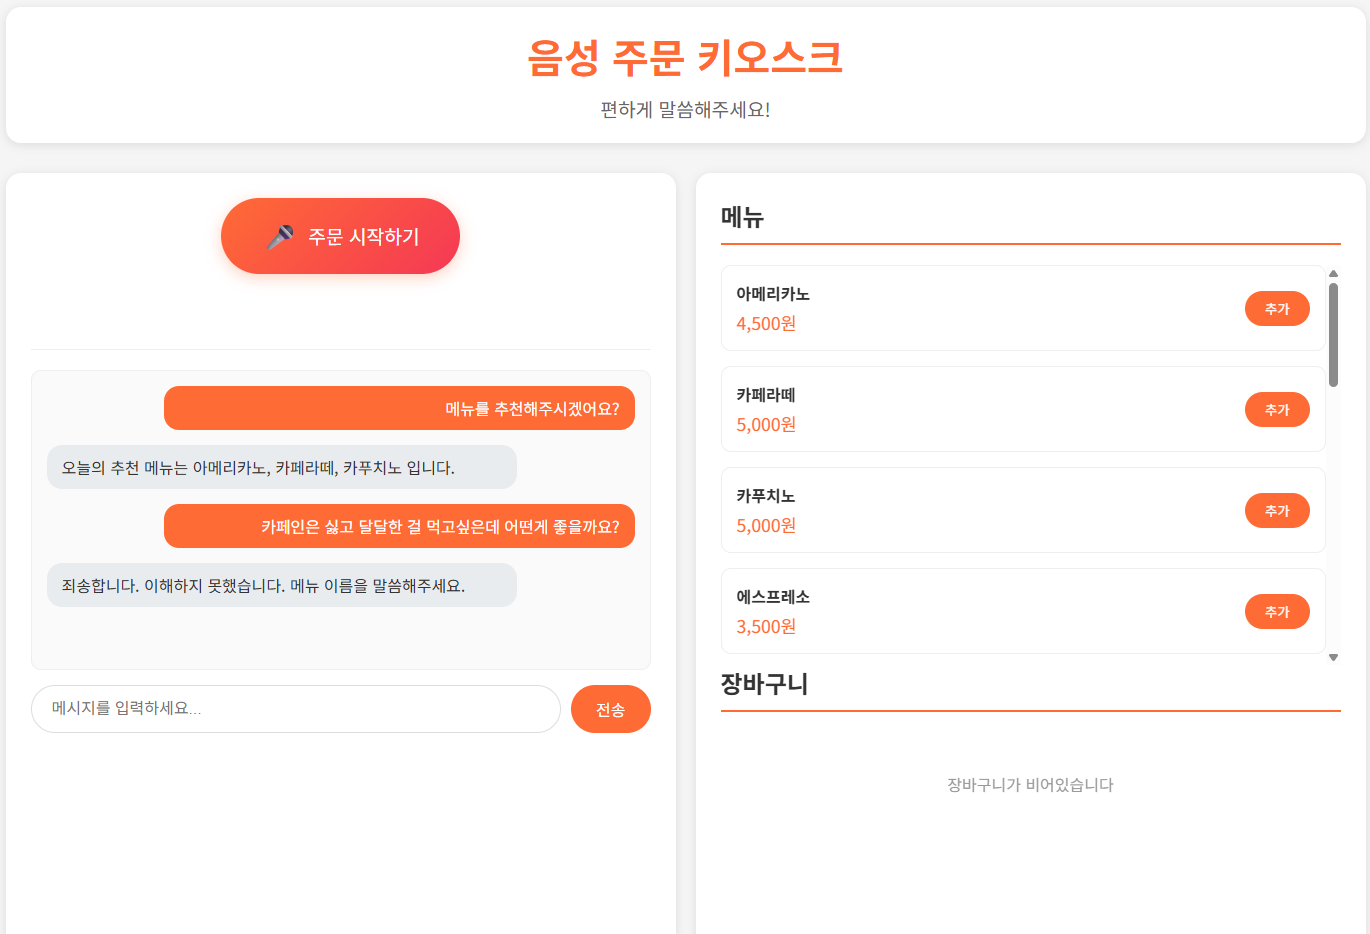 음성 주문 키오스크
편하게 말씀해주세요!
주문 시작하기
메뉴를 추천해주시겠어요?
오늘의 추천 메뉴는 아메리카노, 카페라떼, 카푸치노 입니다.
카페인은 싫고 달달한 걸 먹고싶은데 어떤게 좋을까요?
죄송합니다. 이해하지 못했습니다. 메뉴 이름을 말씀해주세요.
메시지를 입력하세요...
전송
메뉴
아메리카노
4,500원
추가
카페라떼
5,000원
추가
카푸치노
5,000원
추가
에스프레소
3,500원
추가
장바구니
장바구니가 비어있습니다